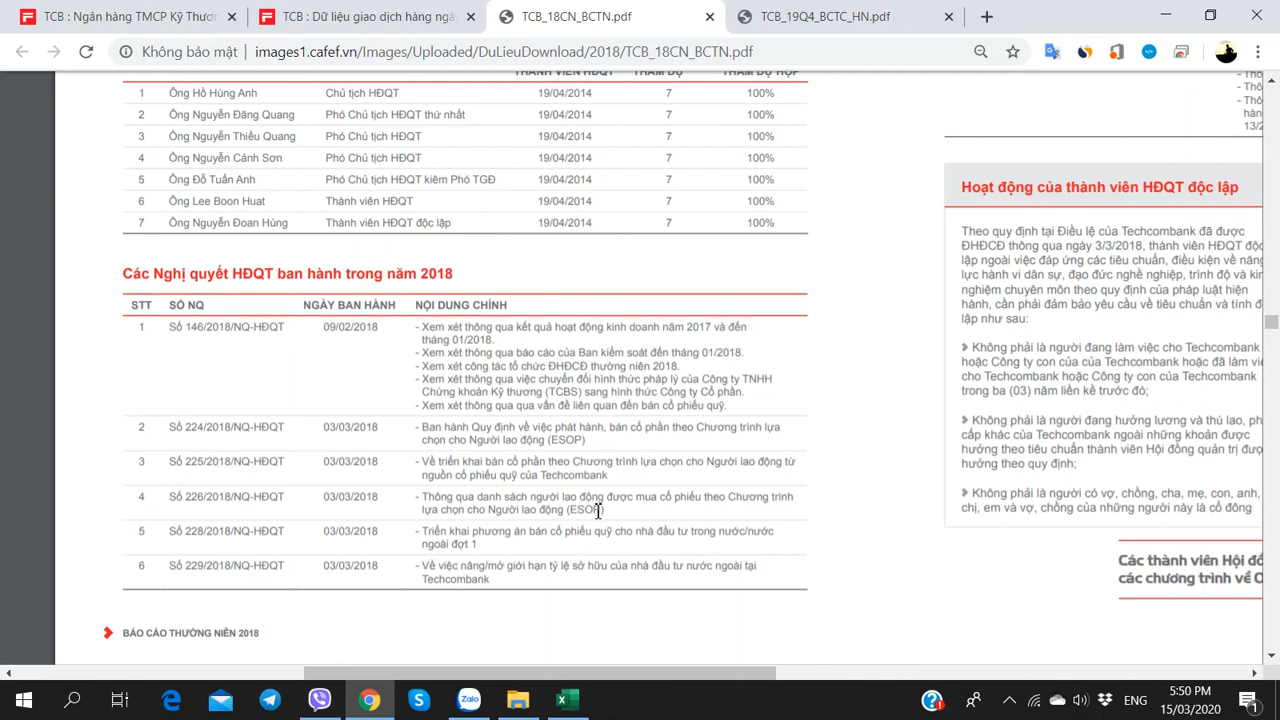 TCB : Ngân hàng TMCP Kỹ Thươn
TCB : Dữ liệu giao dịch hàng ngày
TCB_18CN_BCTN.pdf
TCB_19Q4_BCTC_HN.pdf
Không bảo mật
images1.cafef.vn/Images/Uploaded/DuLieuDownload/2018/TCB_18CN_BCTN.pdf
THÀNH VIÊN HĐQT THAM DỰ THAM DỰ HỌP
1 Ông Hồ Hùng Anh Chủ tịch HĐQT 19/04/2014 7 100%
2 Ông Nguyễn Đăng Quang Phó Chủ tịch HĐQT thứ nhất 19/04/2014 7 100%
3 Ông Nguyễn Thiều Quang Phó Chủ tịch HĐQT 19/04/2014 7 100%
4 Ông Nguyễn Cảnh Sơn Phó Chủ tịch HĐQT 19/04/2014 7 100%
5 Ông Đỗ Tuấn Anh Phó Chủ tịch HĐQT kiêm Phó TGĐ 19/04/2014 7 100%
6 Ông Lee Boon Huat Thành viên HĐQT 19/04/2014 7 100%
7 Ông Nguyễn Đoan Hùng Thành viên HĐQT độc lập 19/04/2014 7 100%
Các Nghị quyết HĐQT ban hành trong năm 2018
STT SỐ NQ NGÀY BAN HÀNH NỘI DUNG CHÍNH
1 Số 146/2018/NQ-HĐQT 09/02/2018 - Xem xét thông qua kết quả hoạt động kinh doanh năm 2017 và đến
tháng 01/2018.
- Xem xét thông qua báo cáo của Ban kiểm soát đến tháng 01/2018.
- Xem xét công tác tổ chức ĐHĐCĐ thường niên 2018.
- Xem xét thông qua việc chuyển đổi hình thức pháp lý của Công ty TNHH
Chứng khoán Kỹ thương (TCBS) sang hình thức Công ty Cổ phần.
- Xem xét thông qua qua vấn đề liên quan đến bán cổ phiếu quỹ.
2 Số 224/2018/NQ-HĐQT 03/03/2018 - Ban hành Quy định về việc phát hành, bán cổ phần theo Chương trình lựa
chọn cho Người lao động (ESOP)
3 Số 225/2018/NQ-HĐQT 03/03/2018 - Về triển khai bán cổ phần theo Chương trình lựa chọn cho Người lao động từ
nguồn cổ phiếu quỹ của Techcombank
4 Số 226/2018/NQ-HĐQT 03/03/2018 - Thông qua danh sách người lao động được mua cổ phiếu theo Chương trình
lựa chọn cho Người lao động (ESOP)
5 Số 228/2018/NQ-HĐQT 03/03/2018 - Triển khai phương án bán cổ phiếu quỹ cho nhà đầu tư trong nước/nước
ngoài đợt 1
6 Số 229/2018/NQ-HĐQT 03/03/2018 - Về việc nâng/mở giới hạn tỷ lệ sở hữu của nhà đầu tư nước ngoài tại
Techcombank
BÁO CÁO THƯỜNG NIÊN 2018
- Thô
- Thô
hàn
13/2
Hoạt động của thành viên HĐQT độc lập
Theo quy định tại Điều lệ của Techcombank đã được
ĐHĐCĐ thông qua ngày 3/3/2018, thành viên HĐQT độc
lập ngoài việc đáp ứng các tiêu chuẩn, điều kiện về năng
lực hành vi dân sự, đạo đức nghề nghiệp, trình độ và kin
nghiệm chuyên môn theo quy định của pháp luật hiện
hành, cần phải đảm bảo yêu cầu về tiêu chuẩn và tính đ
lập như sau:
Không phải là người đang làm việc cho Techcombank
hoặc Công ty con của của Techcombank hoặc đã làm việ
cho Techcombank hoặc Công ty con của Techcombank
trong ba (03) năm liền kề trước đó;
Không phải là người đang hưởng lương và thù lao, ph
cấp khác của Techcombank ngoài những khoản được
hưởng theo tiêu chuẩn thành viên Hội đồng quản trị được
hưởng theo quy định;
Không phải là người có vợ, chồng, cha, mẹ, con, anh,
chị, em và vợ, chồng của những người này là cổ đông
Các thành viên Hội đồ
các chương trình về C
Zalo
ENG
5:50 PM
15/03/2020
1